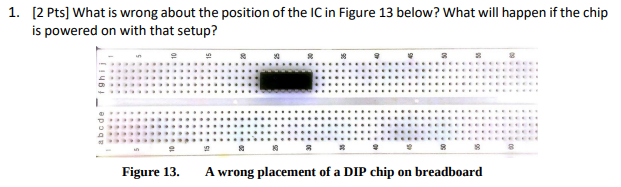 1. [2 Pts] What is wrong about the position of the IC in Figure 13 below? What will happen if the chip
is powered on with that setup?
5 10 15 20 25 30 35 40 45 50 55 60
f g h i j
a b c d e
5 10 15 20 25 30 35 40 45 50 55 60
Figure 13. A wrong placement of a DIP chip on breadboard